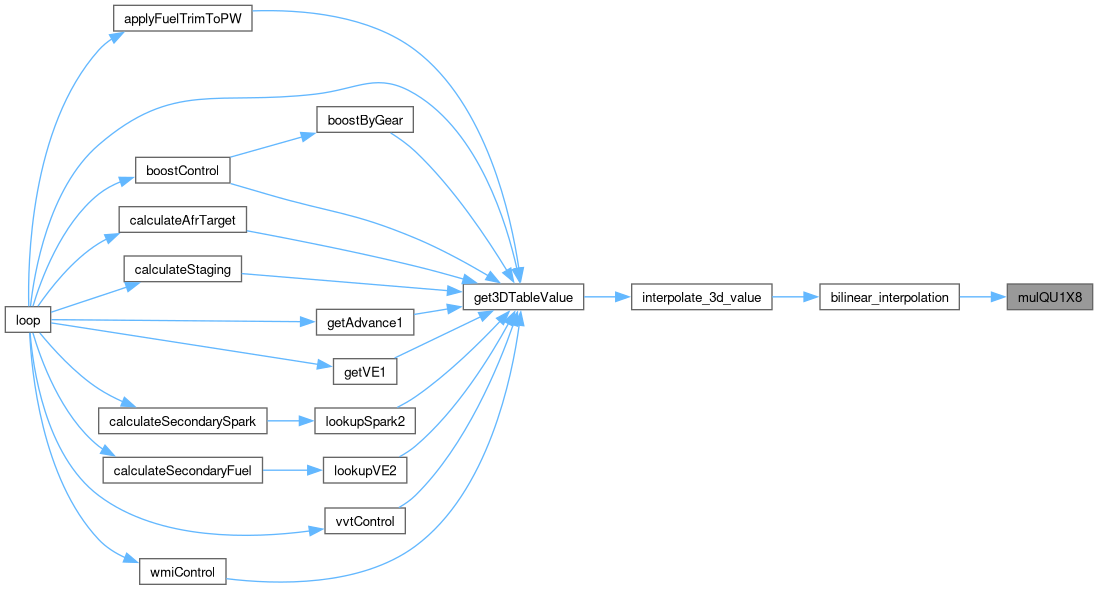 applyFuelTrimToPW
boostByGear
boostControl
calculateAfrTarget
calculateStaging
get3DTableValue
interpolate_3d_value
bilinear_interpolation
mulQU1X8
loop
getAdvance1
getVE1
calculateSecondarySpark
lookupSpark2
calculateSecondaryFuel
lookupVE2
vvtControl
wmiControl